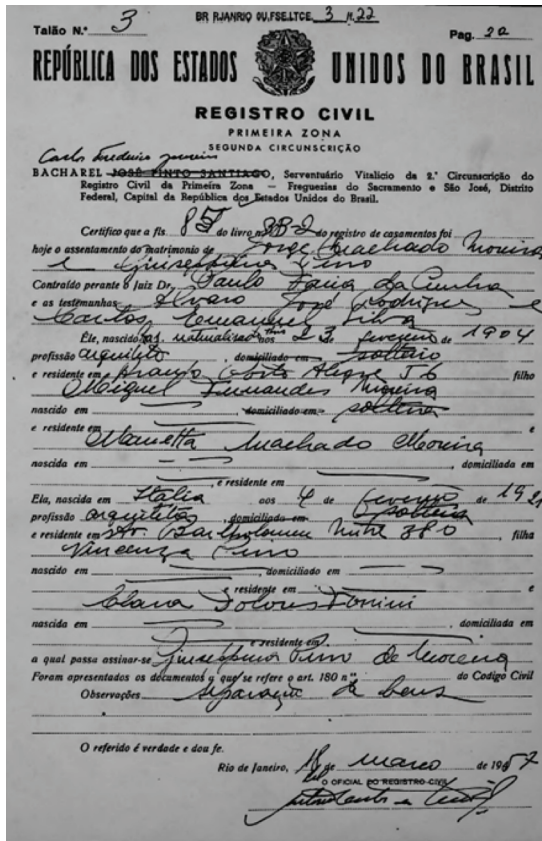 BR RJANRIO OU,FSE.LTCE. 3 ,N.22
Talão N.º 3
Pag. 2a
REPÚBLICA DOS ESTADOS UNIDOS DO BRASIL
REGISTRO CIVIL
PRIMEIRA ZONA
SEGUNDA CIRCUNSCRIÇÃO
Carlos Frederico
BACHAREL JOSÉ PINTO SANTIAGO, Serventuário Vitalício da 2.ª Circunscrição do
Registro Civil da Primeira Zona — Freguezias do Sacramento e São José, Distrito
Federal, Capital da República dos Estados Unidos do Brasil.
Certifico que a fls. 85 do livro nº do registro de casamentos foi
hoje o assentamento do matrimonio de Jorge Machado Moreira
e Giuseppina Pirro
Contraído perante o Juiz Dr. Paulo Faria da Cunha
e as testemunhas Alvaro José Rodrigues e
Carlos Emanuel Silva
Ele, nascido naturalizado aos 23 de fevereiro de 1904
profissão arquiteto , domiciliado em solteiro
e residente em Araujo Porto Alegre 56 filho
Miguel Fernandes Moreira
nascido em , domiciliado em
e residente em e
Marietta Machado Moreira
nascida em , domiciliada em
, e residente em
Ela, nascida em Italia aos 4 de fevereiro de 1921
profissão arquiteta , domiciliada em solteira
e residente em Av. Bartolomeu Mitre 380 , filha
Vincenzo Pirro
nascido em , domiciliado em
e residente em e
Clara Dolores
nascida em , domiciliada em
e residente em
a qual passa assinar-se Giuseppina Pirro de Moreira
Foram apresentados os documentos a que se refere o art. 180 n.º do Codigo Civil
Observações separação de bens
O referido é verdade e dou fe.
Rio de Janeiro, 18 de março de 1957
O OFICIAL DO REGISTRO CIVIL